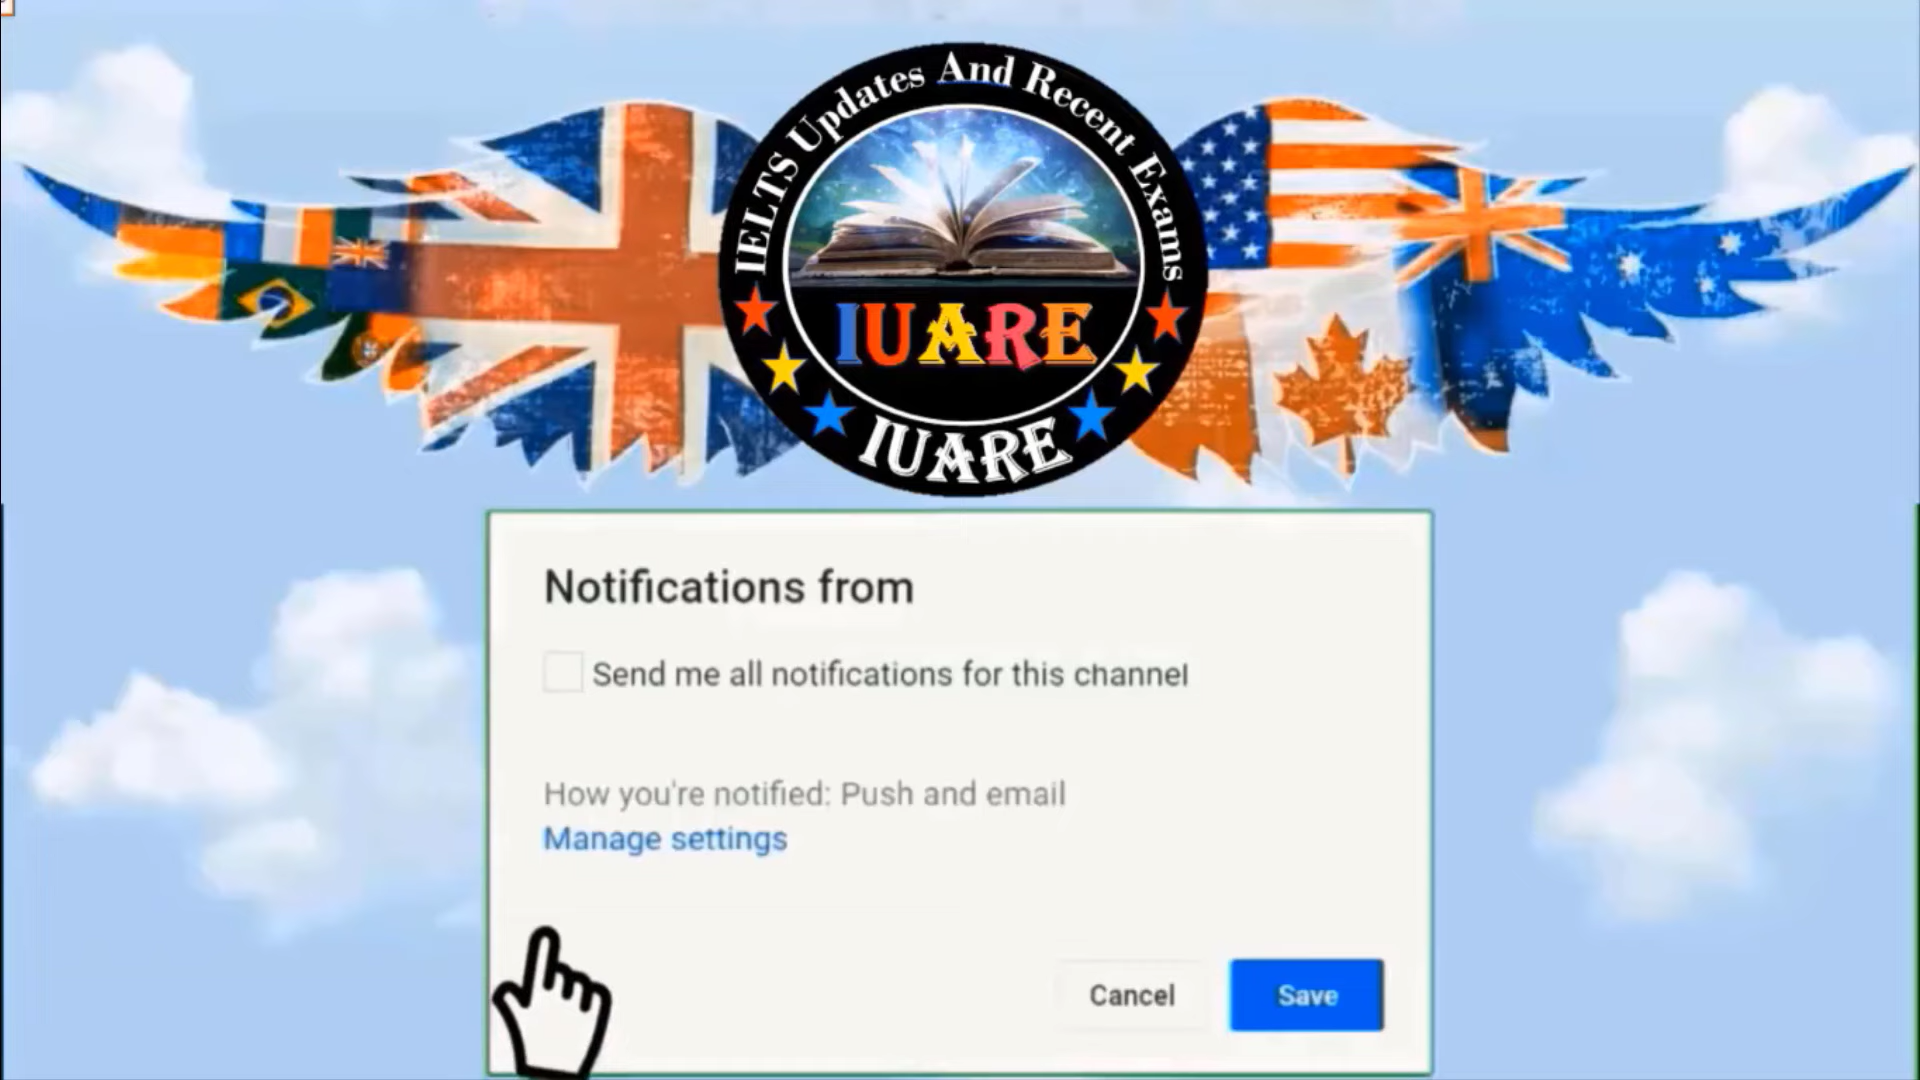 IELTS Updates And Recent Exams
IUARE
IUARE
Notifications from
Send me all notifications for this channel
How you're notified: Push and email
Manage settings
Cancel
Save